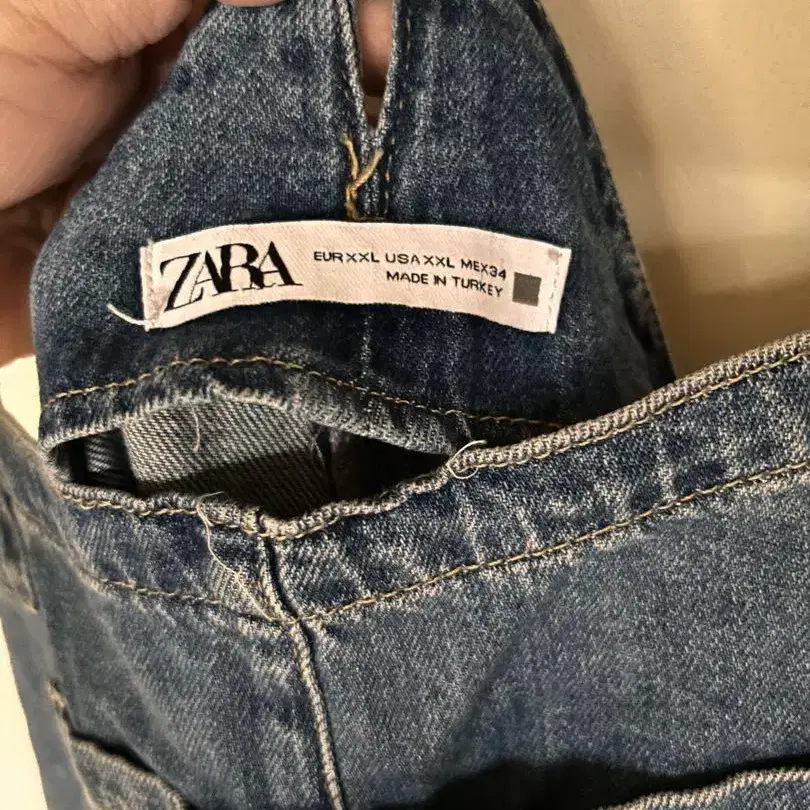 ZARA
EUR XXL USA XXL MEX 34
MADE IN TURKEY